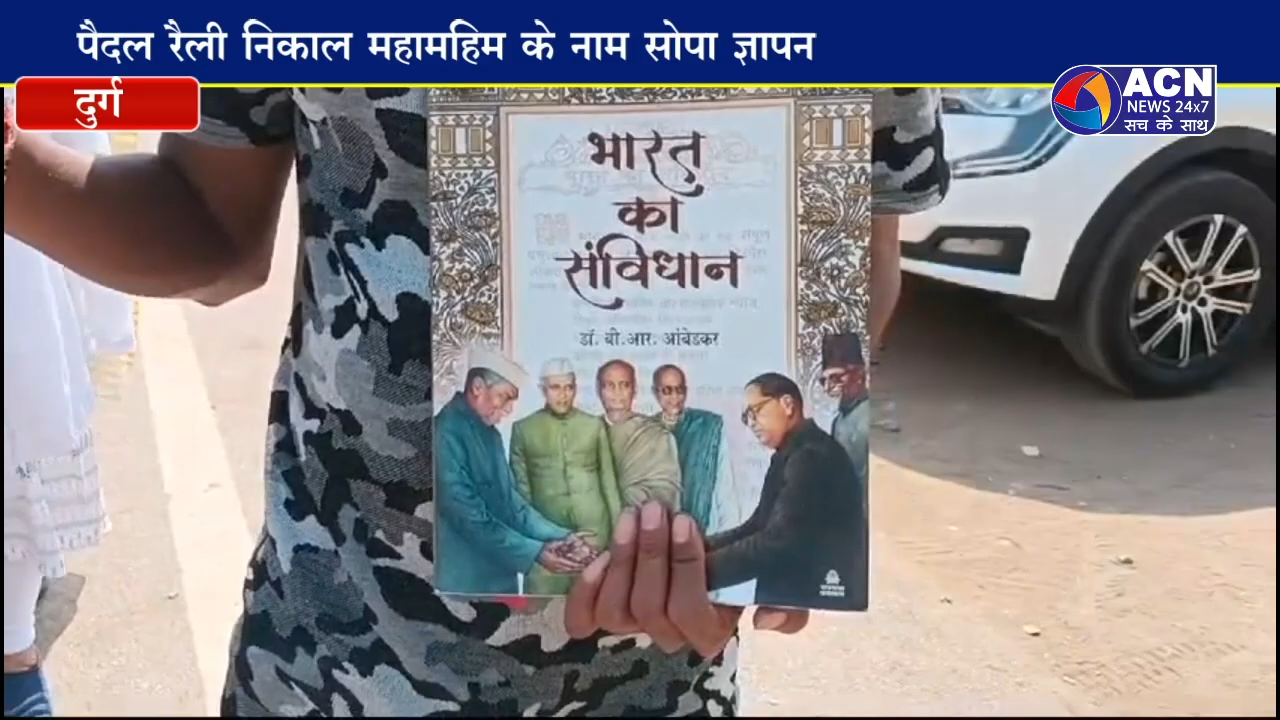 पैदल रैली निकाल महामहिम के नाम सोपा ज्ञापन
दुर्ग
ACN
NEWS 24x7
सच के साथ
भारत
का
संविधान
डॉ. बी.आर. आंबेडकर